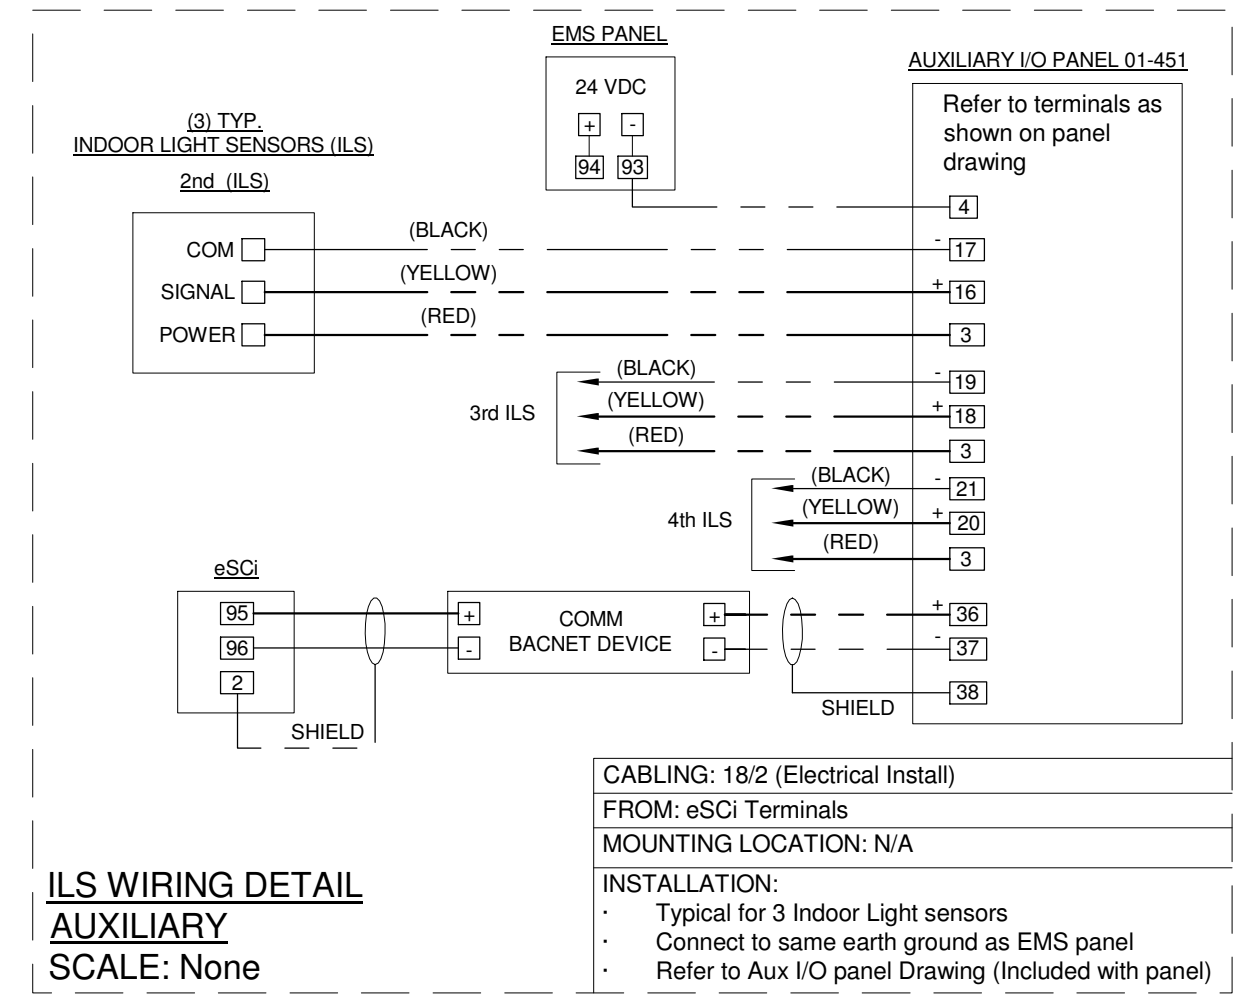 EMS PANEL
24 VDC
+ -
94 93
AUXILIARY I/O PANEL 01-451
Refer to terminals as
shown on panel
drawing
(3) TYP.
INDOOR LIGHT SENSORS (ILS)
2nd (ILS)
4
COM (BLACK) - 17
SIGNAL (YELLOW) + 16
POWER (RED) 3
3rd ILS
(BLACK) - 19
(YELLOW) + 18
(RED) 3
4th ILS
(BLACK) - 21
(YELLOW) + 20
(RED) 3
eSCi
95
96
2
SHIELD
+
-
COMM
BACNET DEVICE
+
-
+ 36
- 37
38
SHIELD
CABLING: 18/2 (Electrical Install)
FROM: eSCi Terminals
MOUNTING LOCATION: N/A
INSTALLATION:
· Typical for 3 Indoor Light sensors
· Connect to same earth ground as EMS panel
· Refer to Aux I/O panel Drawing (Included with panel)
ILS WIRING DETAIL
AUXILIARY
SCALE: None